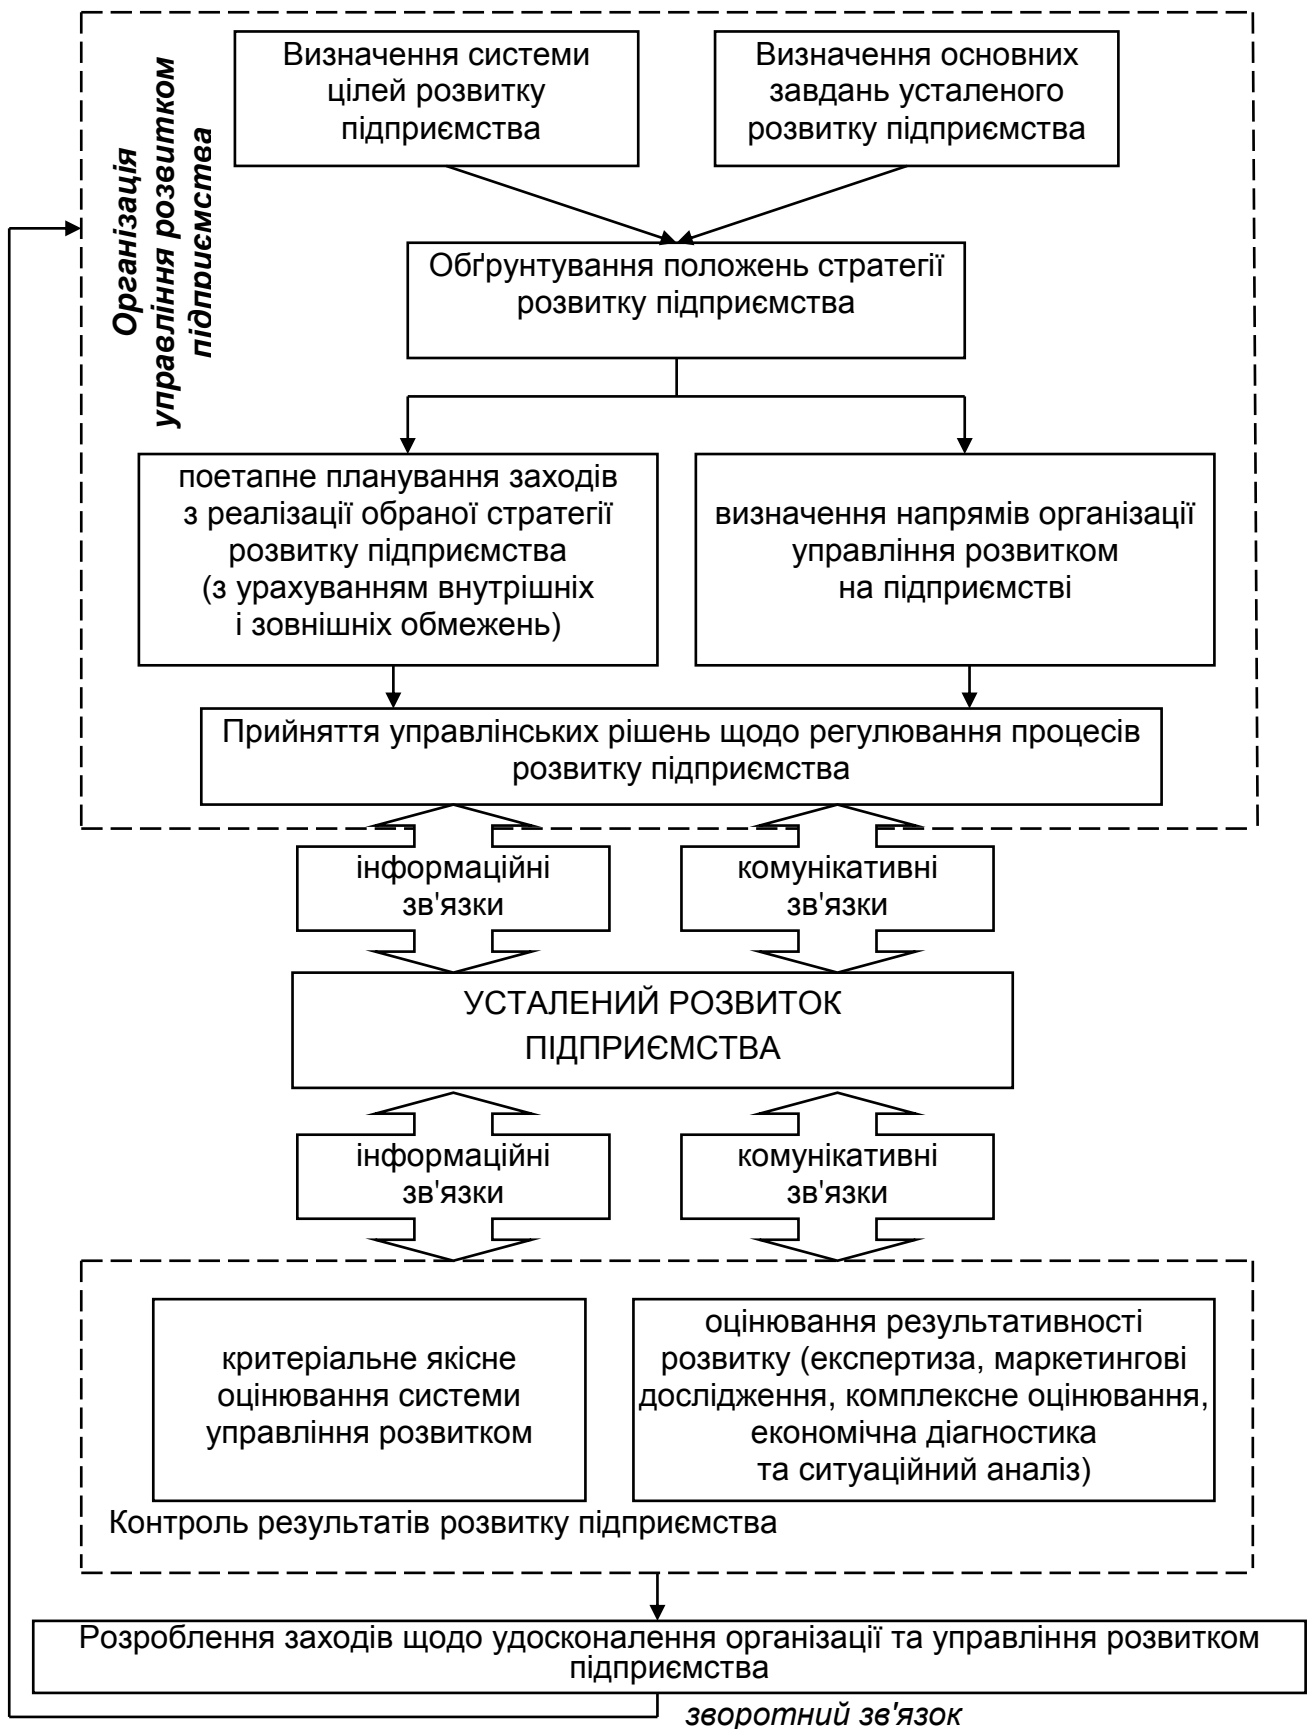 Організація
управління розвитком
підприємства
Визначення системи
цілей розвитку
підприємства
Визначення основних
завдань усталеного
розвитку підприємства
Обґрунтування положень стратегії
розвитку підприємства
поетапне планування заходів
з реалізації обраної стратегії
розвитку підприємства
(з урахуванням внутрішніх
і зовнішніх обмежень)
визначення напрямів організації
управління розвитком
на підприємстві
Прийняття управлінських рішень щодо регулювання процесів
розвитку підприємства
інформаційні
зв'язки
комунікативні
зв'язки
УСТАЛЕНИЙ РОЗВИТОК
ПІДПРИЄМСТВА
інформаційні
зв'язки
комунікативні
зв'язки
критеріальне якісне
оцінювання системи
управління розвитком
оцінювання результативності
розвитку (експертиза, маркетингові
дослідження, комплексне оцінювання,
економічна діагностика
та ситуаційний аналіз)
Контроль результатів розвитку підприємства
Розроблення заходів щодо удосконалення організації та управління розвитком
підприємства
зворотний зв'язок